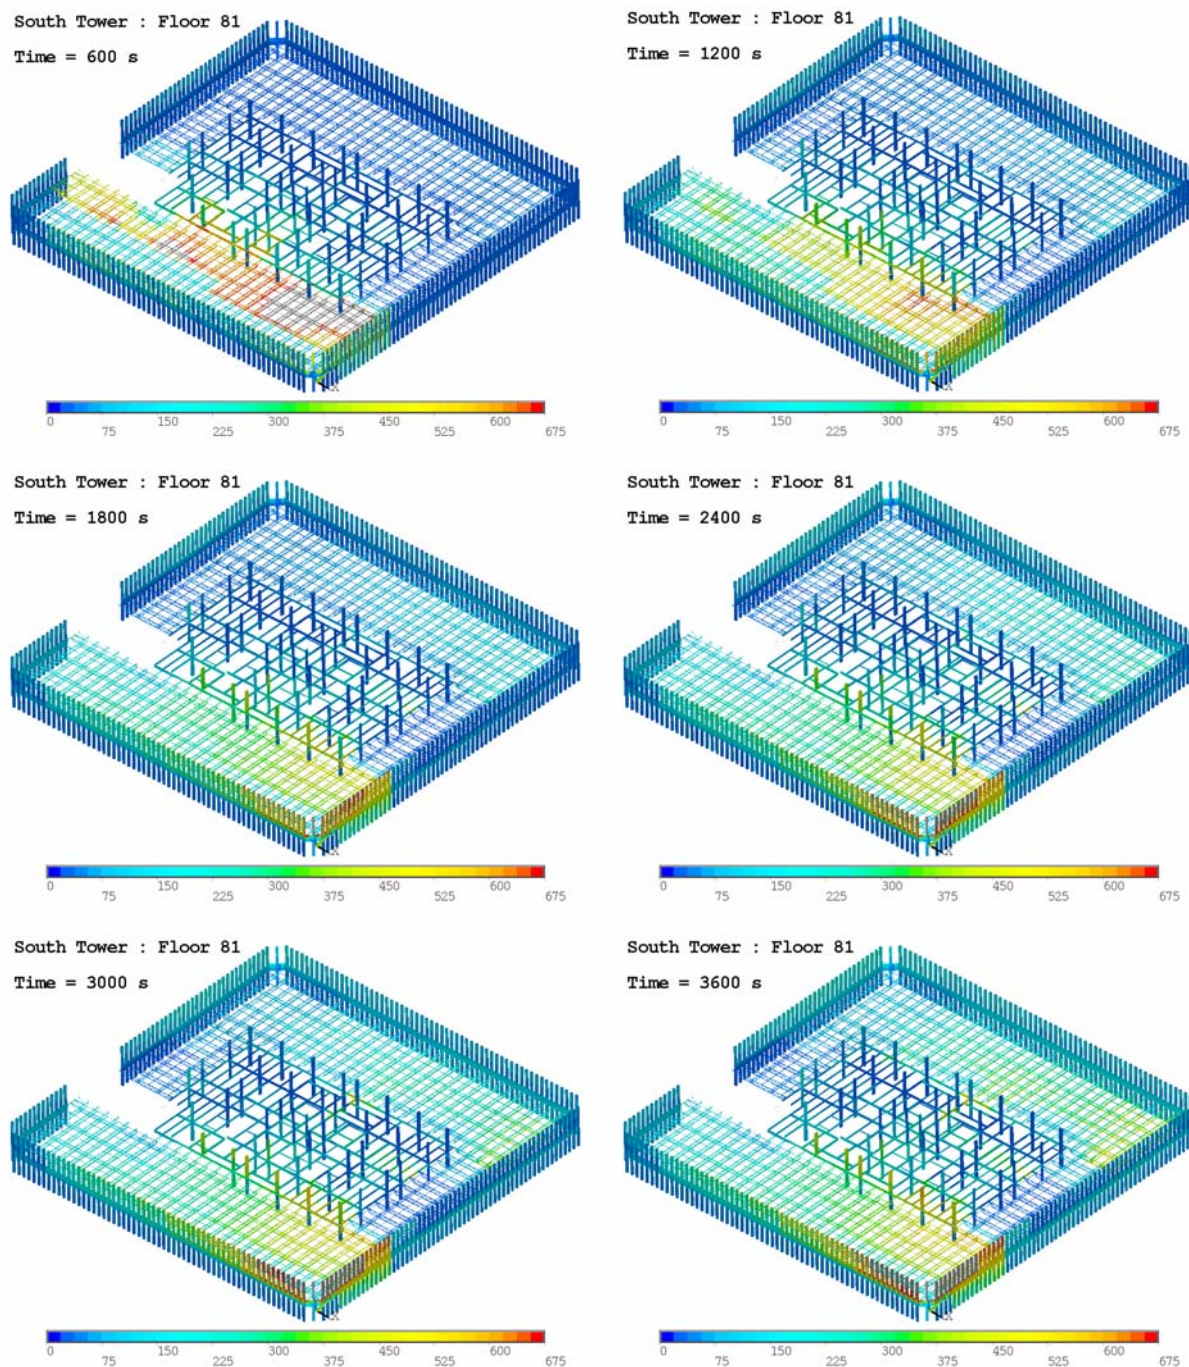 South Tower : Floor 81
Time = 600 s
X
0 75 150 225 300 375 450 525 600 675
South Tower : Floor 81
Time = 1200 s
X
0 75 150 225 300 375 450 525 600 675
South Tower : Floor 81
Time = 1800 s
X
0 75 150 225 300 375 450 525 600 675
South Tower : Floor 81
Time = 2400 s
X
0 75 150 225 300 375 450 525 600 675
South Tower : Floor 81
Time = 3000 s
X
0 75 150 225 300 375 450 525 600 675
South Tower : Floor 81
Time = 3600 s
X
0 75 150 225 300 375 450 525 600 675